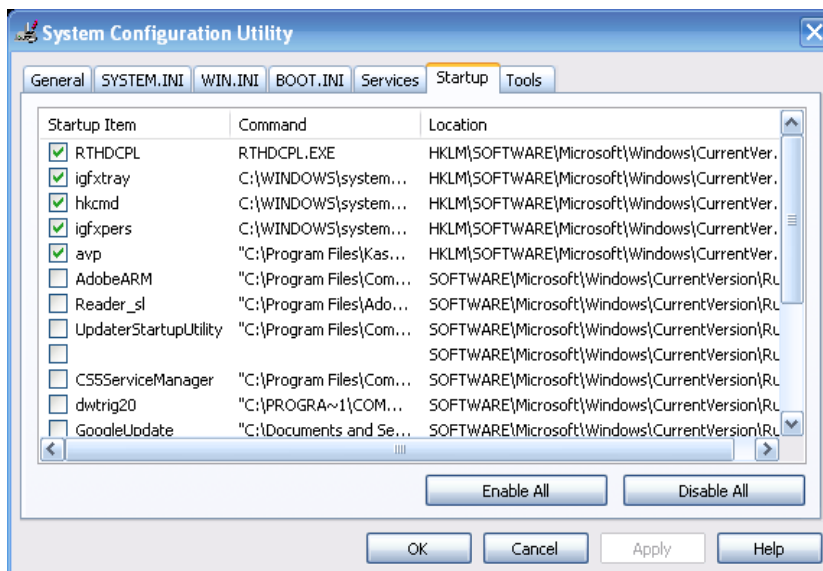 System Configuration Utility
General SYSTEM.INI WIN.INI BOOT.INI Services Startup Tools
Startup Item Command Location
RTHDCPL RTHDCPL.EXE HKLM\SOFTWARE\Microsoft\Windows\CurrentVer.
igfxtray C:\WINDOWS\system... HKLM\SOFTWARE\Microsoft\Windows\CurrentVer.
hkcmd C:\WINDOWS\system... HKLM\SOFTWARE\Microsoft\Windows\CurrentVer.
igfxpers C:\WINDOWS\system... HKLM\SOFTWARE\Microsoft\Windows\CurrentVer.
avp "C:\Program Files\Kas... HKLM\SOFTWARE\Microsoft\Windows\CurrentVer.
AdobeARM "C:\Program Files\Com... SOFTWARE\Microsoft\Windows\CurrentVersion\Ru
Reader_sl "C:\Program Files\Ado... SOFTWARE\Microsoft\Windows\CurrentVersion\Ru
UpdaterStartupUtility "C:\Program Files\Com... SOFTWARE\Microsoft\Windows\CurrentVersion\Ru
SOFTWARE\Microsoft\Windows\CurrentVersion\Ru
CS5ServiceManager "C:\Program Files\Com... SOFTWARE\Microsoft\Windows\CurrentVersion\Ru
dwtrig20 "C:\PROGRA~1\COM... SOFTWARE\Microsoft\Windows\CurrentVersion\Ru
GoogleUpdate "C:\Documents and Se... SOFTWARE\Microsoft\Windows\CurrentVersion\Ru
Enable All Disable All
OK Cancel Apply Help